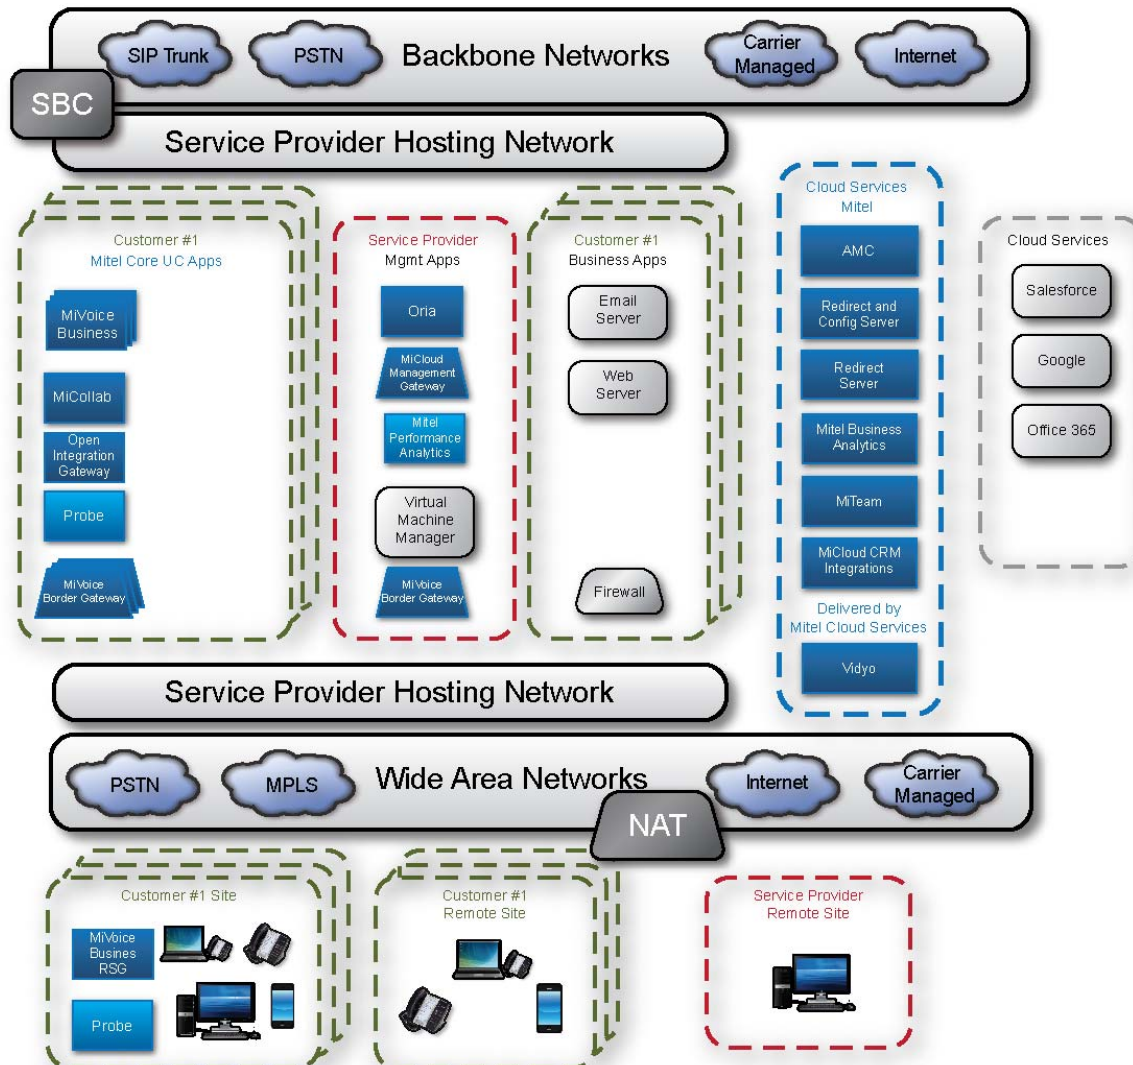 SIP Trunk
PSTN
Backbone Networks
Carrier
Managed
Internet
SBC
Service Provider Hosting Network
Customer #1
Mitel Core UC Apps
MiVoice
Business
MiCollab
Open
Integration
Gateway
Probe
MiVoice
Border Gateway
Service Provider
Mgmt Apps
Oria
MiCloud
Management
Gateway
Mitel
Performance
Analytics
Virtual
Machine
Manager
MiVoice
Border Gateway
Customer #1
Business Apps
Email
Server
Web
Server
Firewall
Cloud Services
Mitel
AMC
Redirect and
Config Server
Redirect
Server
Mitel Business
Analytics
MiTeam
MiCloud CRM
Integrations
Delivered by
Mitel Cloud Services
Vidyo
Cloud Services
Salesforce
Google
Office 365
Service Provider Hosting Network
PSTN
MPLS
Wide Area Networks
Internet
Carrier
Managed
NAT
Customer #1 Site
MiVoice
Busines
RSG
Probe
Customer #1
Remote Site
Service Provider
Remote Site